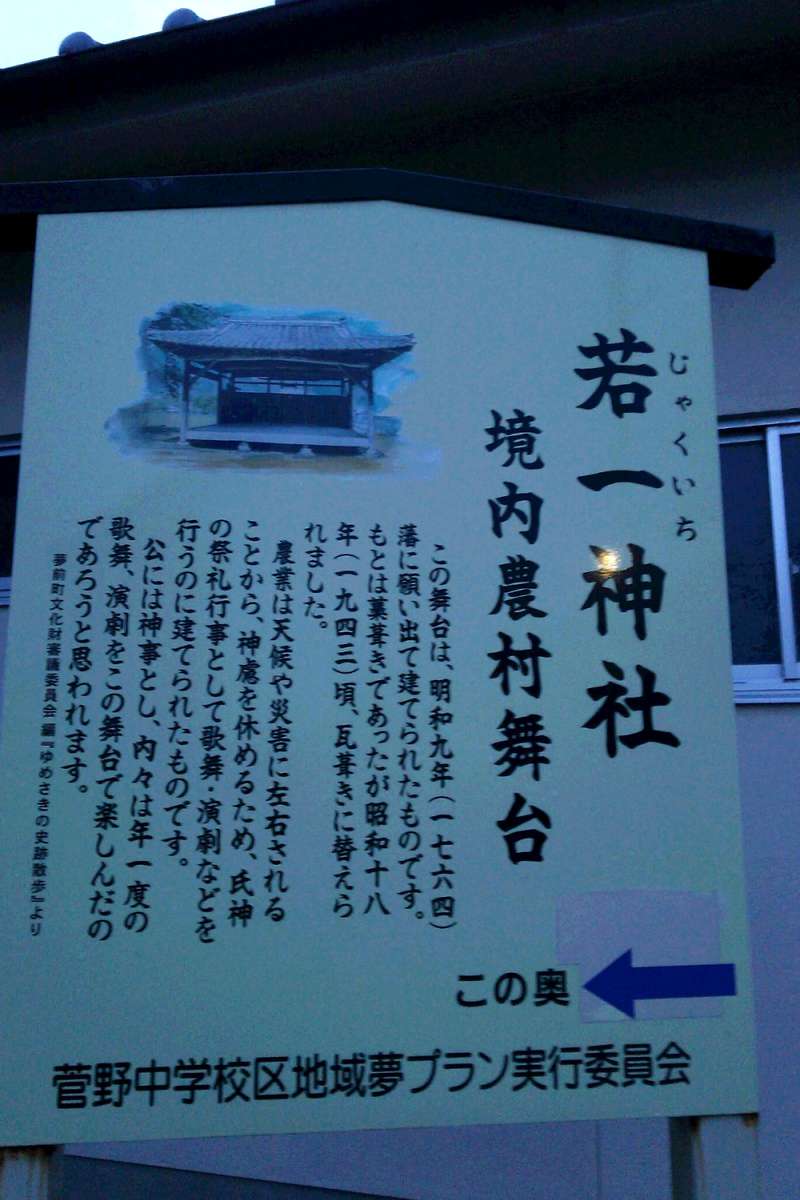 若一神社
じゃくいち
境内農村舞台
この舞台は、明和九年(一七六四)
落に願い出て建てられたものです。
もとは菓葺きであったが昭和十八
年(一九四三)頃、瓦葺きに替えら
れました。
農業は天候や災害に左右される
ことから、神慮を休めるため、氏神
の祭礼行事として歌舞・演劇などを
行うのに建てられたものです。
公には神事とし、内々は年一度の
歌舞、演劇をこの舞台で楽しんだの
であろうと思われます。
夢前町文化財審議委員会 編『ゆめさきの史跡散歩』より
この奥
菅野中学校区地域夢プラン実行委員会